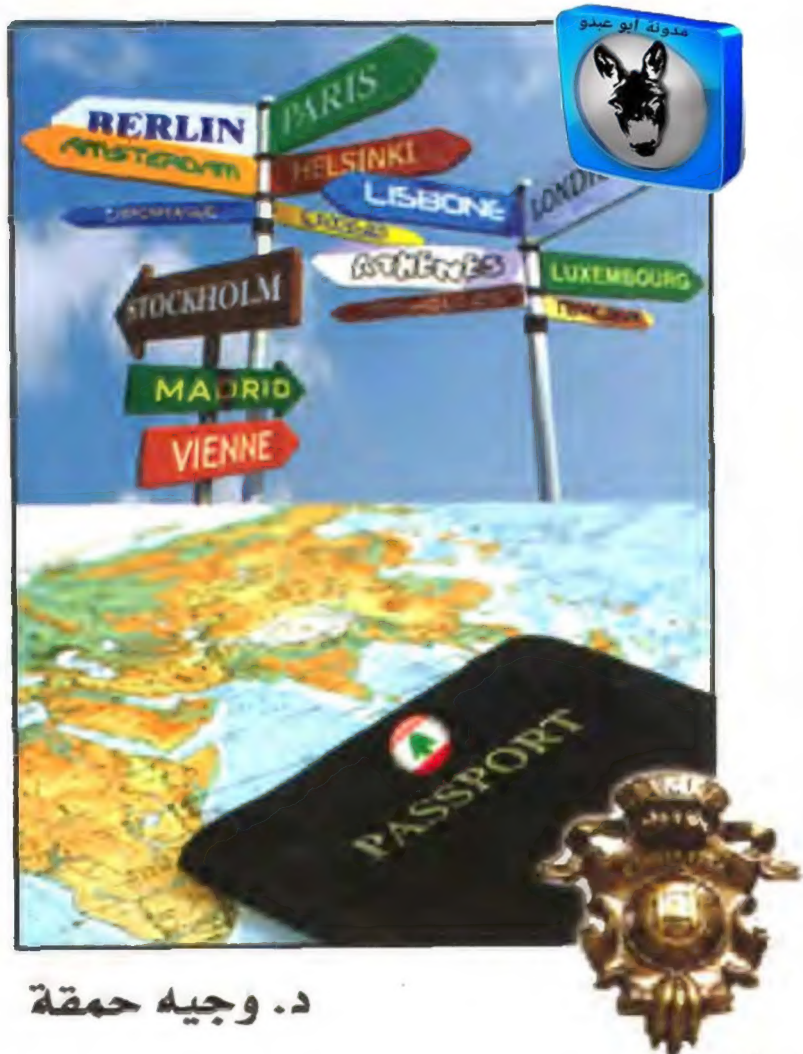 مدونة ابو عبدو
PARIS
BERLIN
AMSTERDAM
HELSINKI
LISBONE
ATHENES
LUXEMBOURG
STOCKHOLM
MADRID
VIENNE
PASSPORT
د. وجيه حمقة